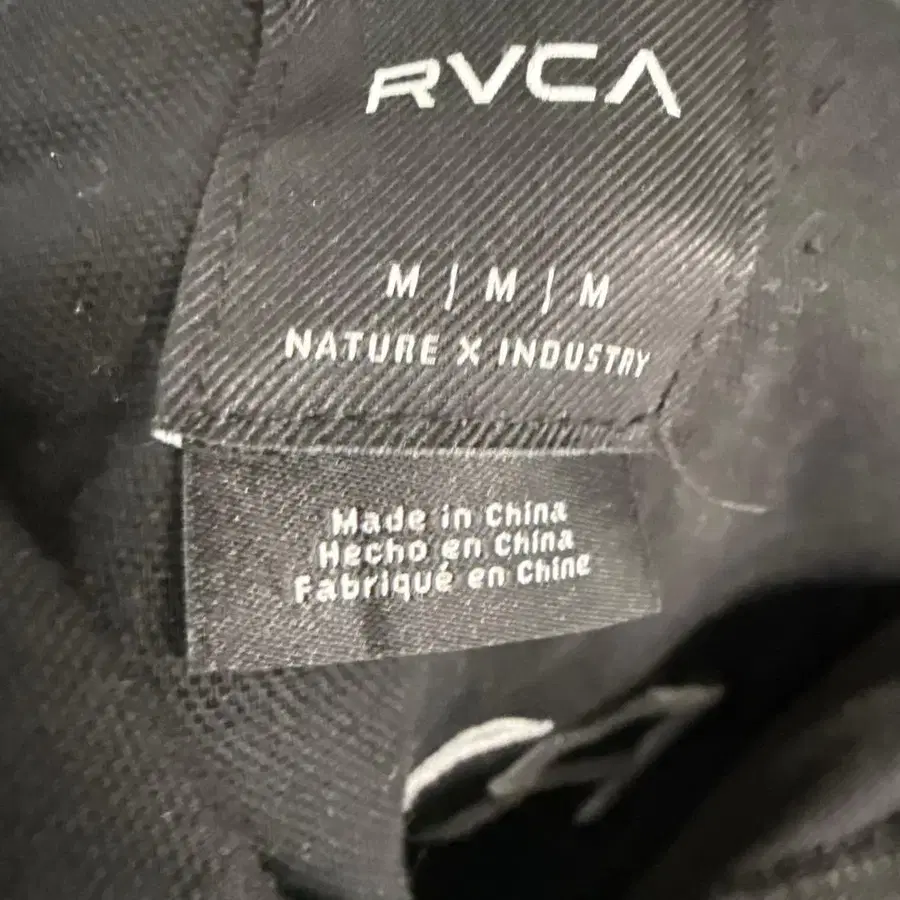 RVCA
M | M | M
NATURE X INDUSTRY
Made in China
Hecho en China
Fabriqué en Chine